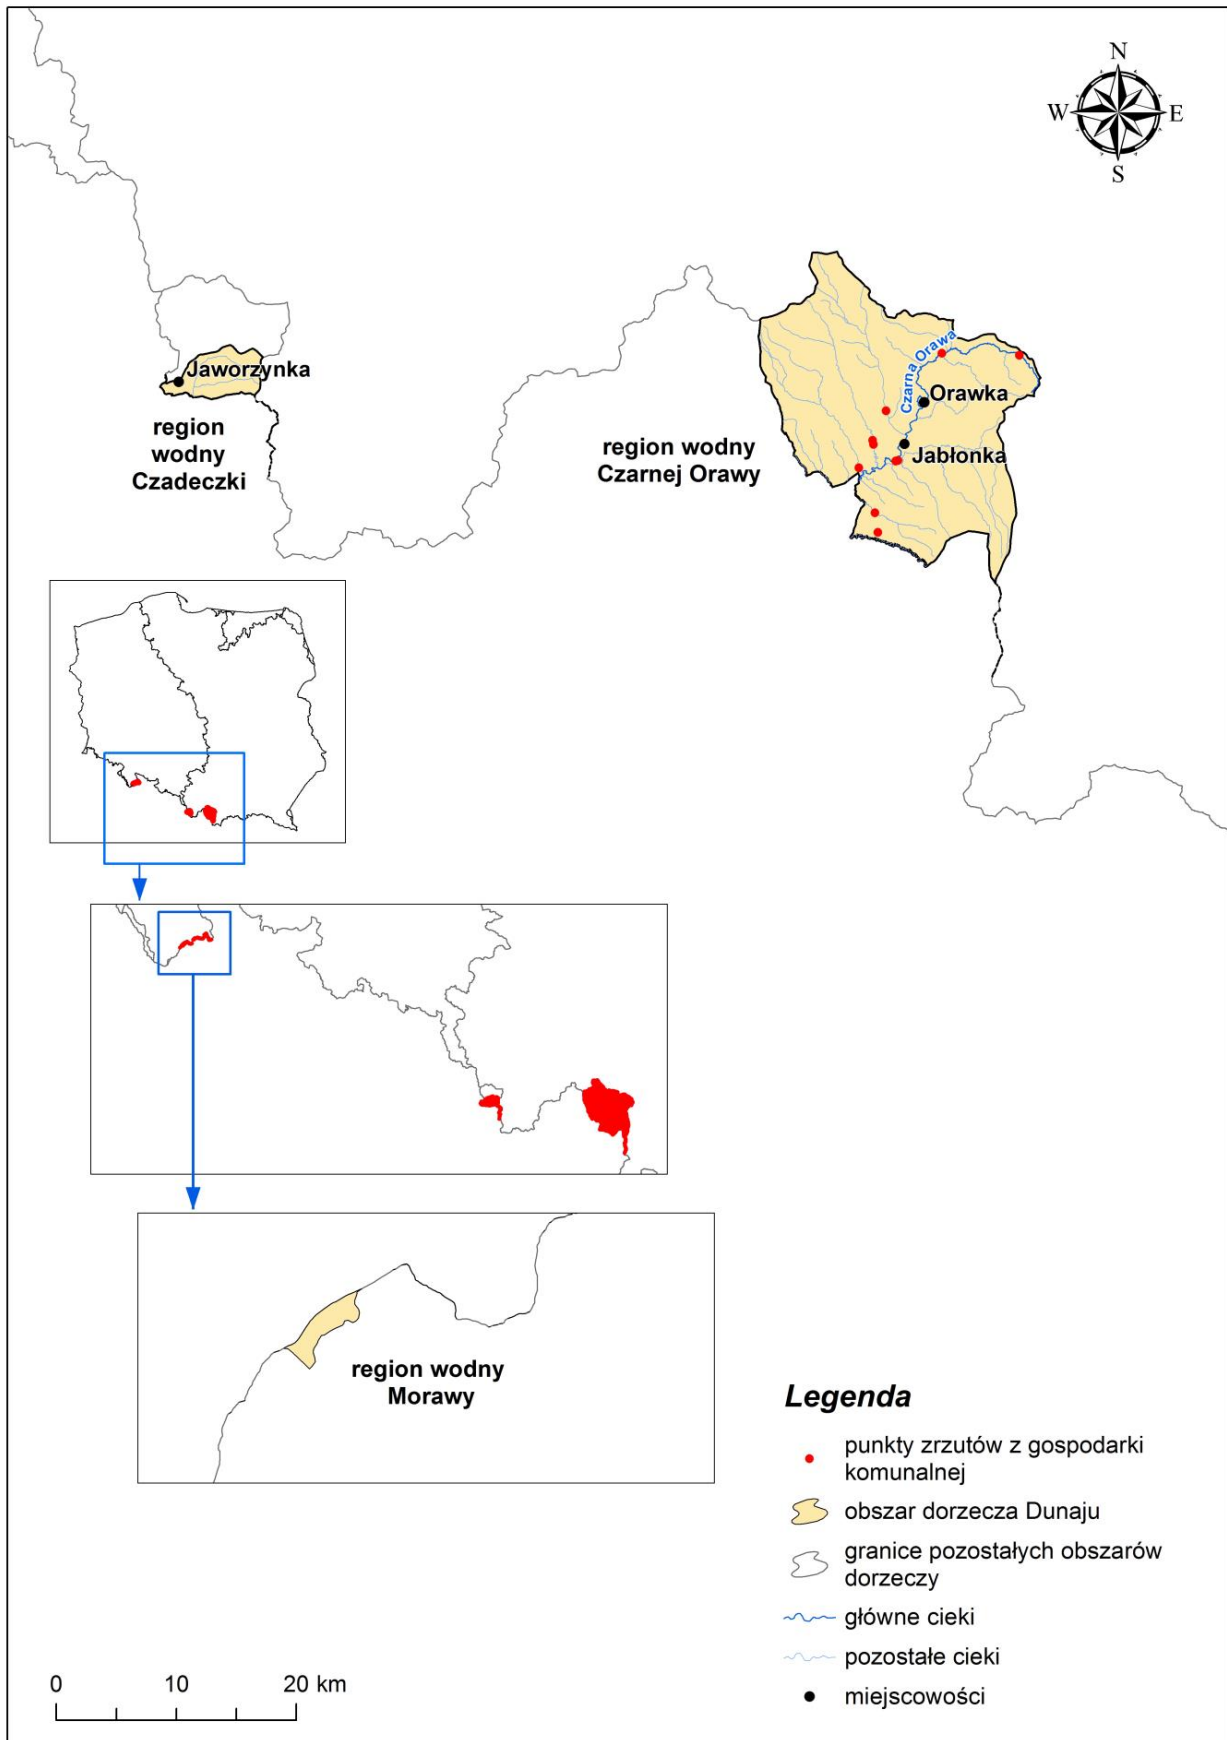 N
W
E
S
Jaworzynka
region
wodny
Czadeczki
region wodny
Czarnej Orawy
Czarna Orawa
Orawka
Jabłonka
region wodny
Morawy
Legenda
punkty zrzutów z gospodarki
komunalnej
obszar dorzecza Dunaju
granice pozostałych obszarów
dorzeczy
główne cieki
pozostałe cieki
miejscowości
0 10 20 km